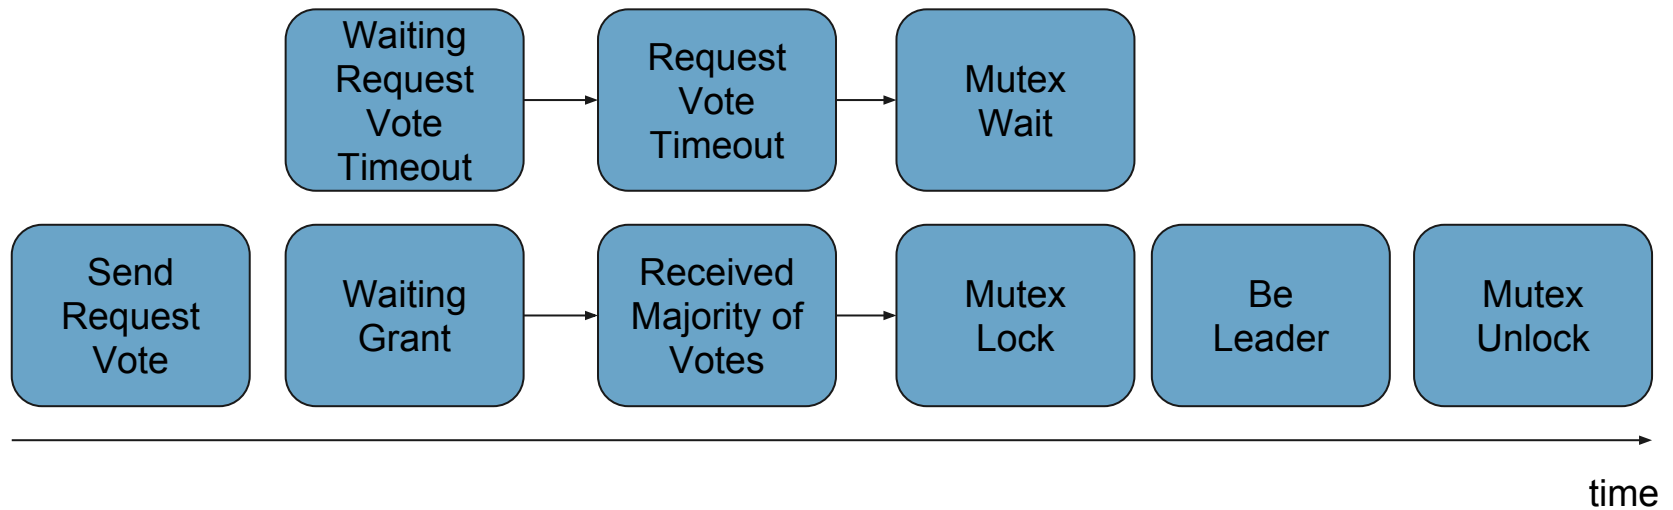 Waiting
Request
Vote
Timeout
Request
Vote
Timeout
Mutex
Wait
Send
Request
Vote
Waiting
Grant
Received
Majority of
Votes
Mutex
Lock
Be
Leader
Mutex
Unlock
time